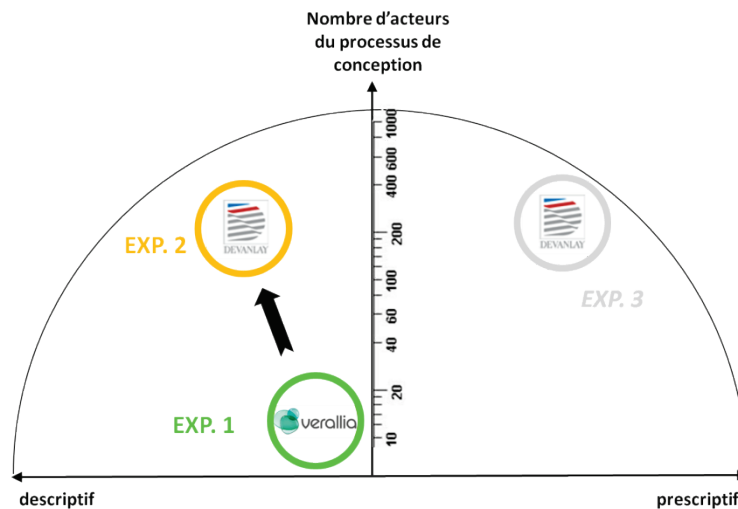 Nombre d'acteurs
du processus de
conception
1000
600
400
200
100
60
40
20
10
DEVANLAY
EXP. 2
DEVANLAY
EXP. 3
EXP. 1
verallia
descriptif
prescriptif